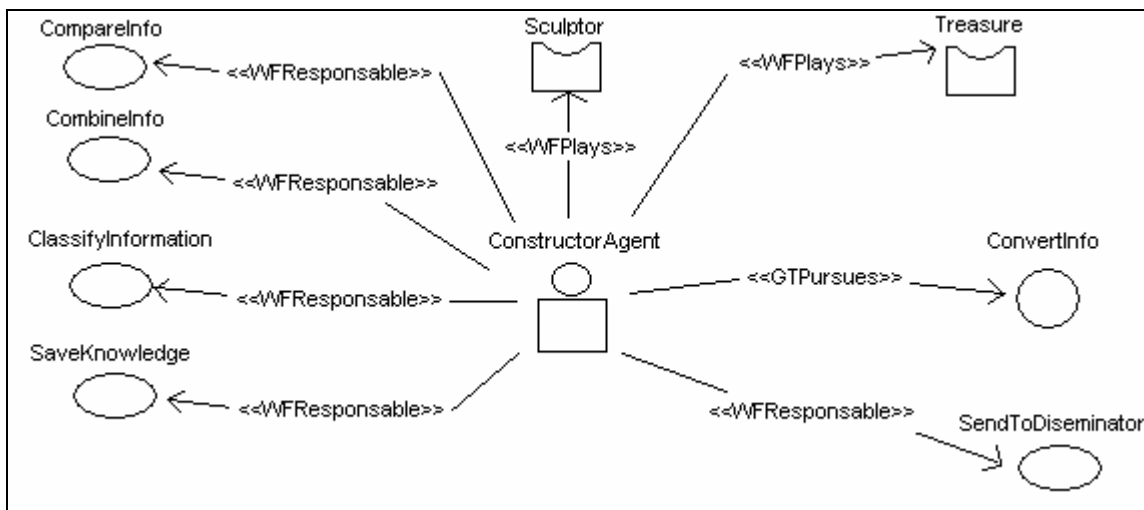 CompareInfo
Sculptor
Treasure
<<WFResponsable>>
<<WFPlays>>
CombineInfo
<<WFPlays>>
<<WFResponsable>>
ClassifyInformation
ConstructorAgent
ConvertInfo
<<WFResponsable>>
<<GTPursues>>
SaveKnowledge
<<WFResponsable>>
<<WFResponsable>>
SendToDiseminator